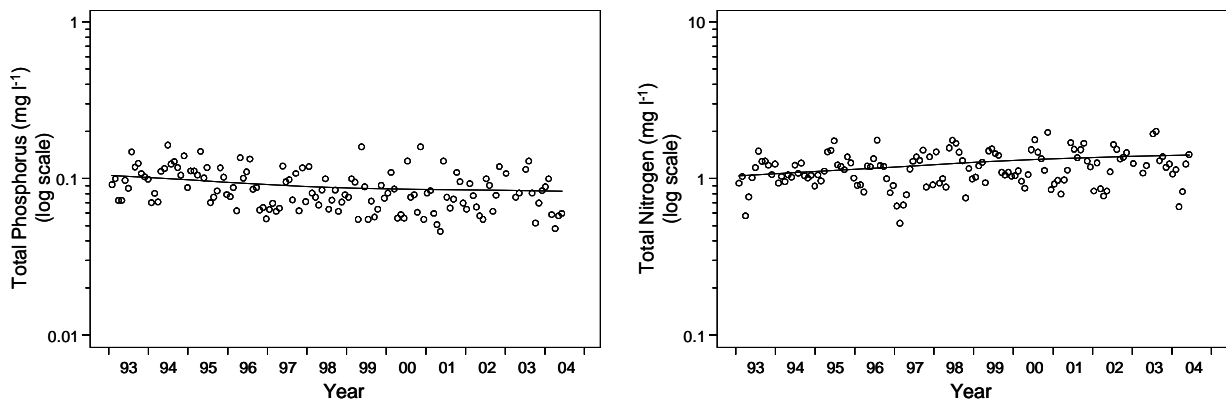 Total Phosphorus (mg l-1)
(log scale)
1
0.1
0.01
93 94 95 96 97 98 99 00 01 02 03 04
Year
Total Nitrogen (mg l-1)
(log scale)
10
1
0.1
93 94 95 96 97 98 99 00 01 02 03 04
Year